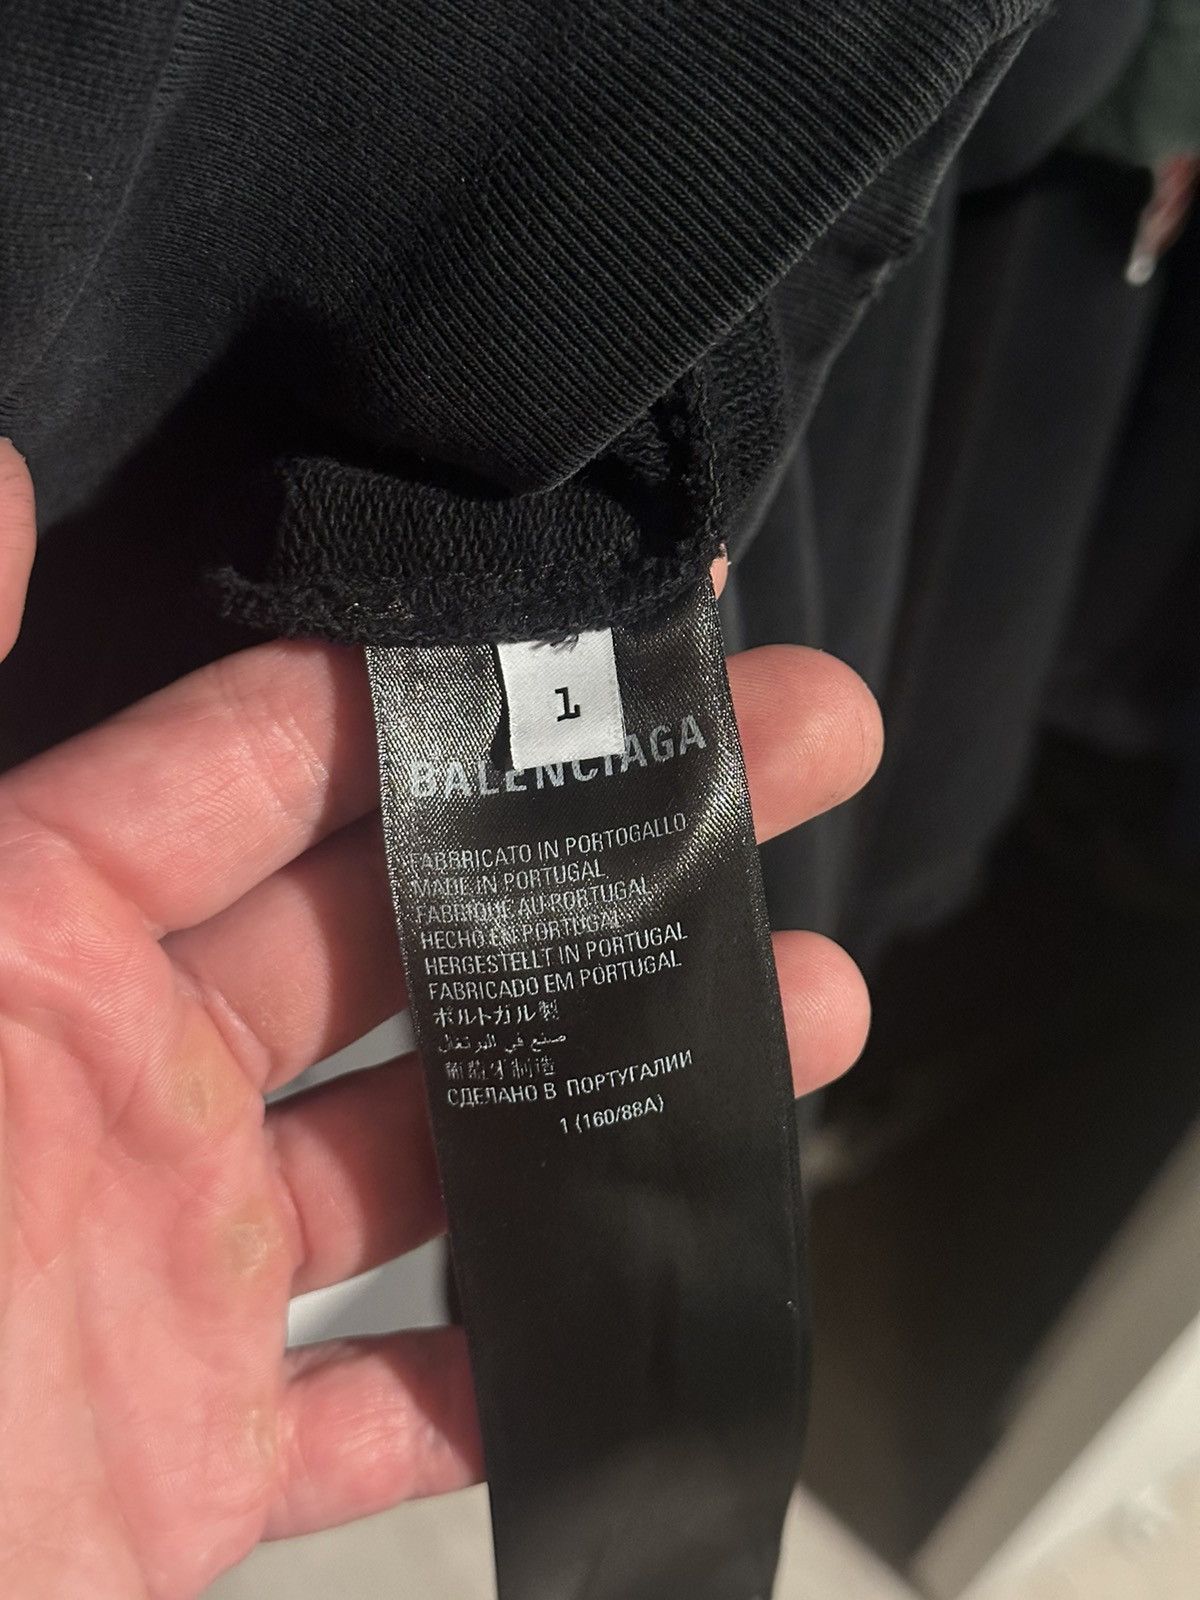 1
BALENCIAGA
FABBRICATO IN PORTOGALLO
MADE IN PORTUGAL
FABRIQUE AU PORTUGAL
HECHO EN PORTUGAL
HERGESTELLT IN PORTUGAL
FABRICADO EM PORTUGAL
ポルトガル製
صنع في البرتغال
葡萄牙制造
СДЕЛАНО В ПОРТУГАЛИИ
1 (160/88A)